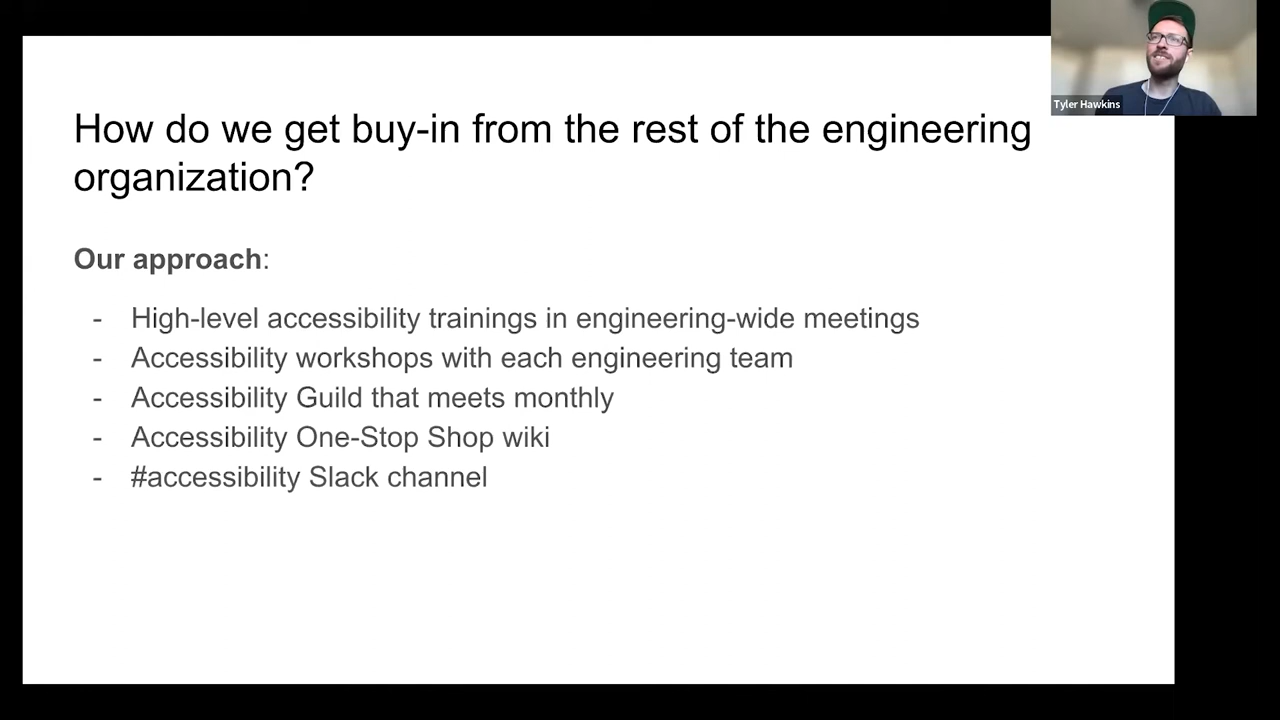 How do we get buy-in from the rest of the engineering
organization?
Our approach:
- High-level accessibility trainings in engineering-wide meetings
- Accessibility workshops with each engineering team
- Accessibility Guild that meets monthly
- Accessibility One-Stop Shop wiki
- #accessibility Slack channel
Tyler Hawkins